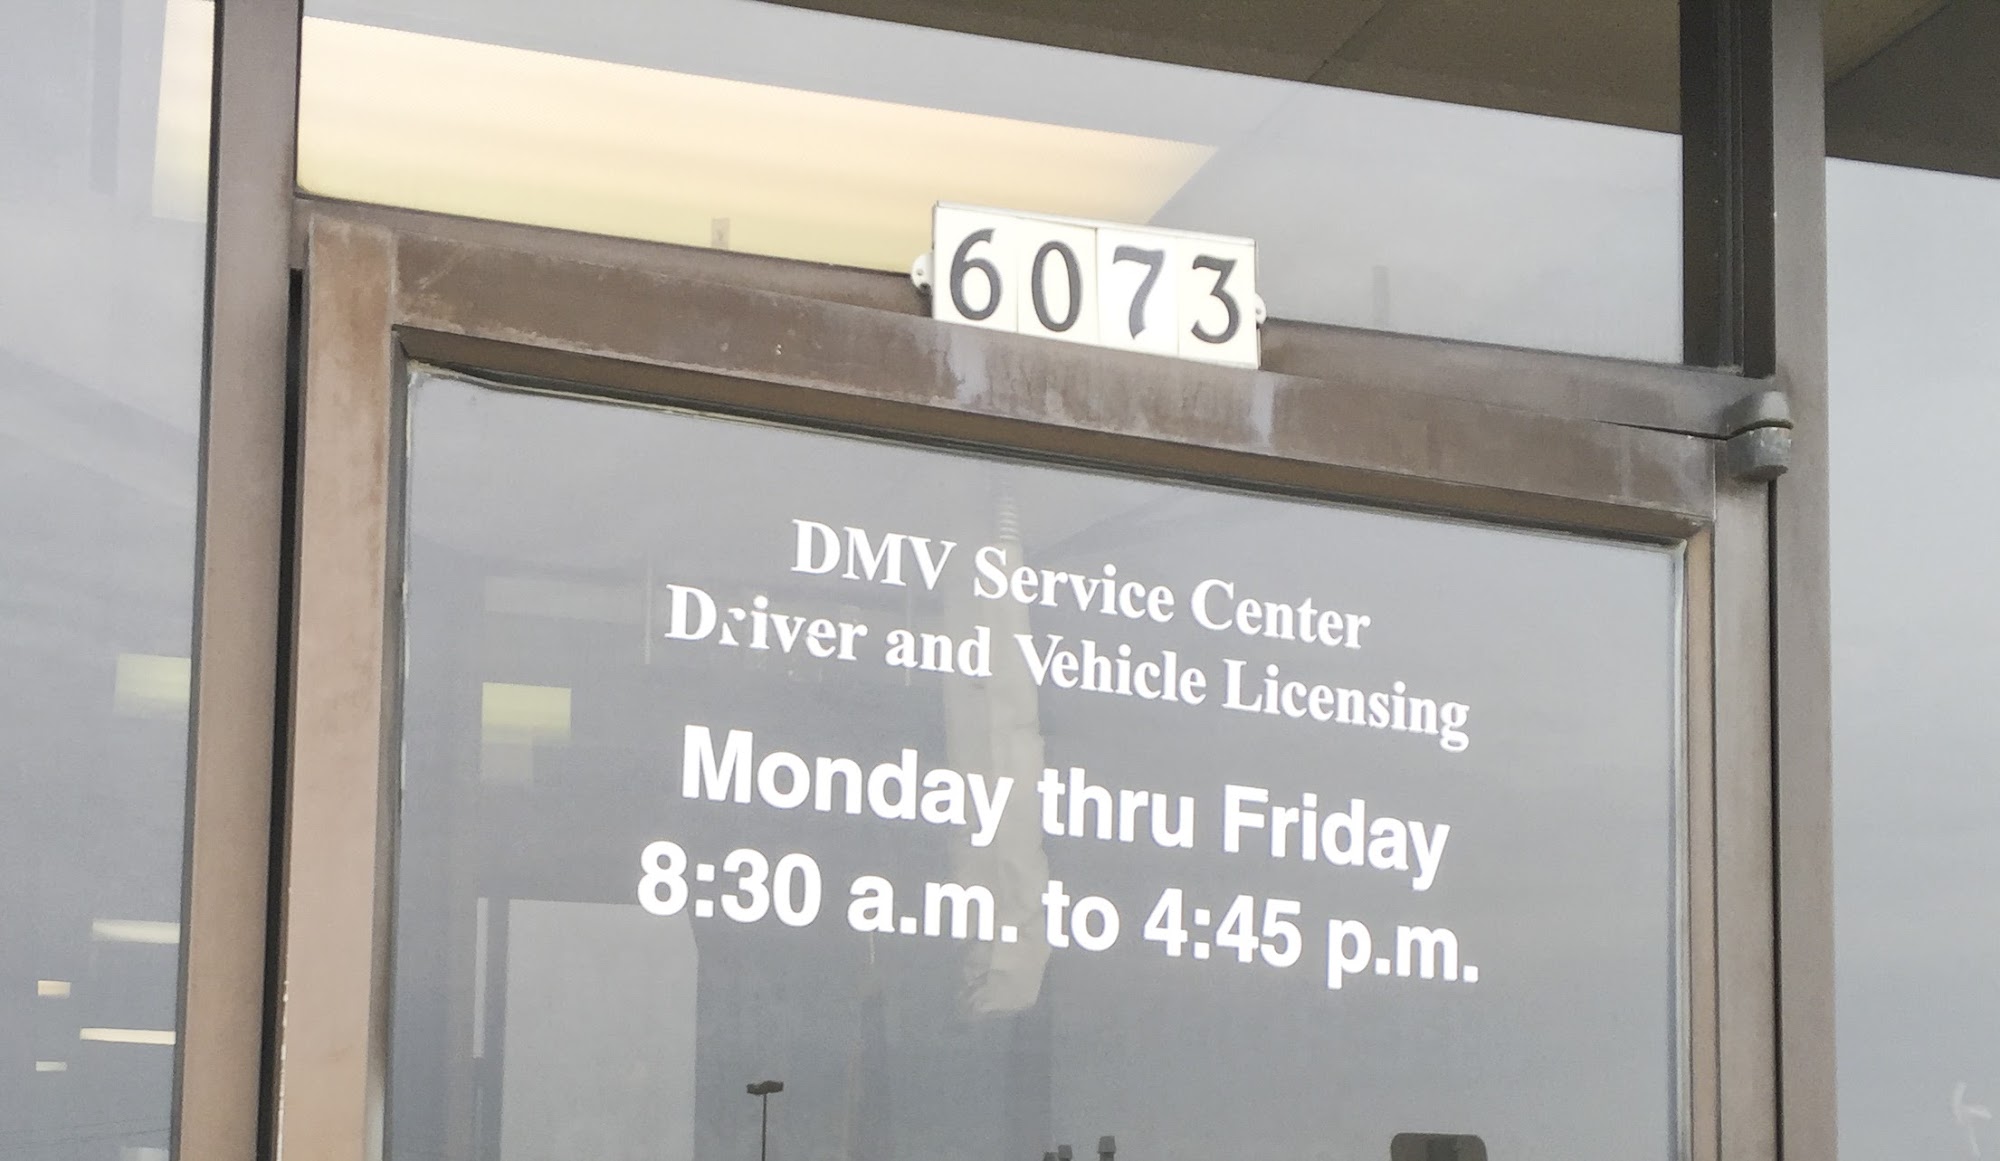 6073
DMV Service Center
Driver and Vehicle Licensing
Monday thru Friday
8:30 a.m. to 4:45 p.m.